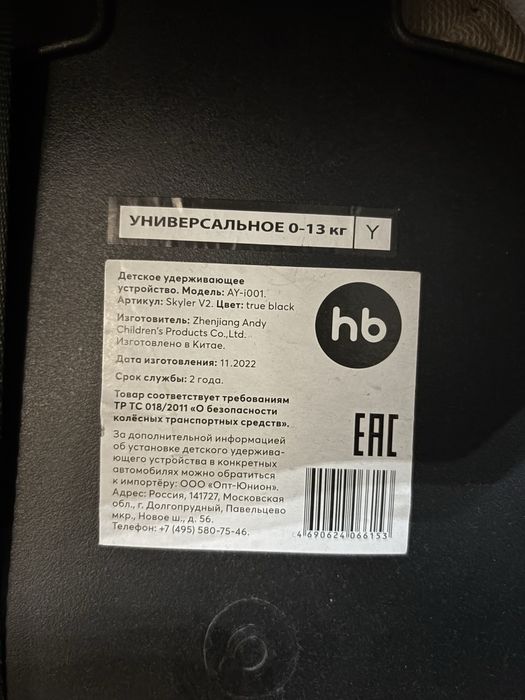 УНИВЕРСАЛЬНОЕ 0-13 кг Y
Детское удерживающее
устройство. Модель: AY-i001.
Артикул: Skyler V2. Цвет: true black
Изготовитель: Zhenjiang Andy
Children's Products Co.,Ltd.
Изготовлено в Китае.
Дата изготовления: 11.2022
Срок службы: 2 года.
Товар соответствует требованиям
ТР ТС 018/2011 «О безопасности
колёсных транспортных средств».
За дополнительной информацией
об установке детского удержива-
ющего устройства в конкретных
автомобилях можно обратиться
к импортёру: ООО «Опт-Юнион».
Адрес: Россия, 141727, Московская
обл., г. Долгопрудный, Павельцево
мкр., Новое ш., д. 56.
Телефон: +7 (495) 580-75-46.
hb
EAC
4690624066153